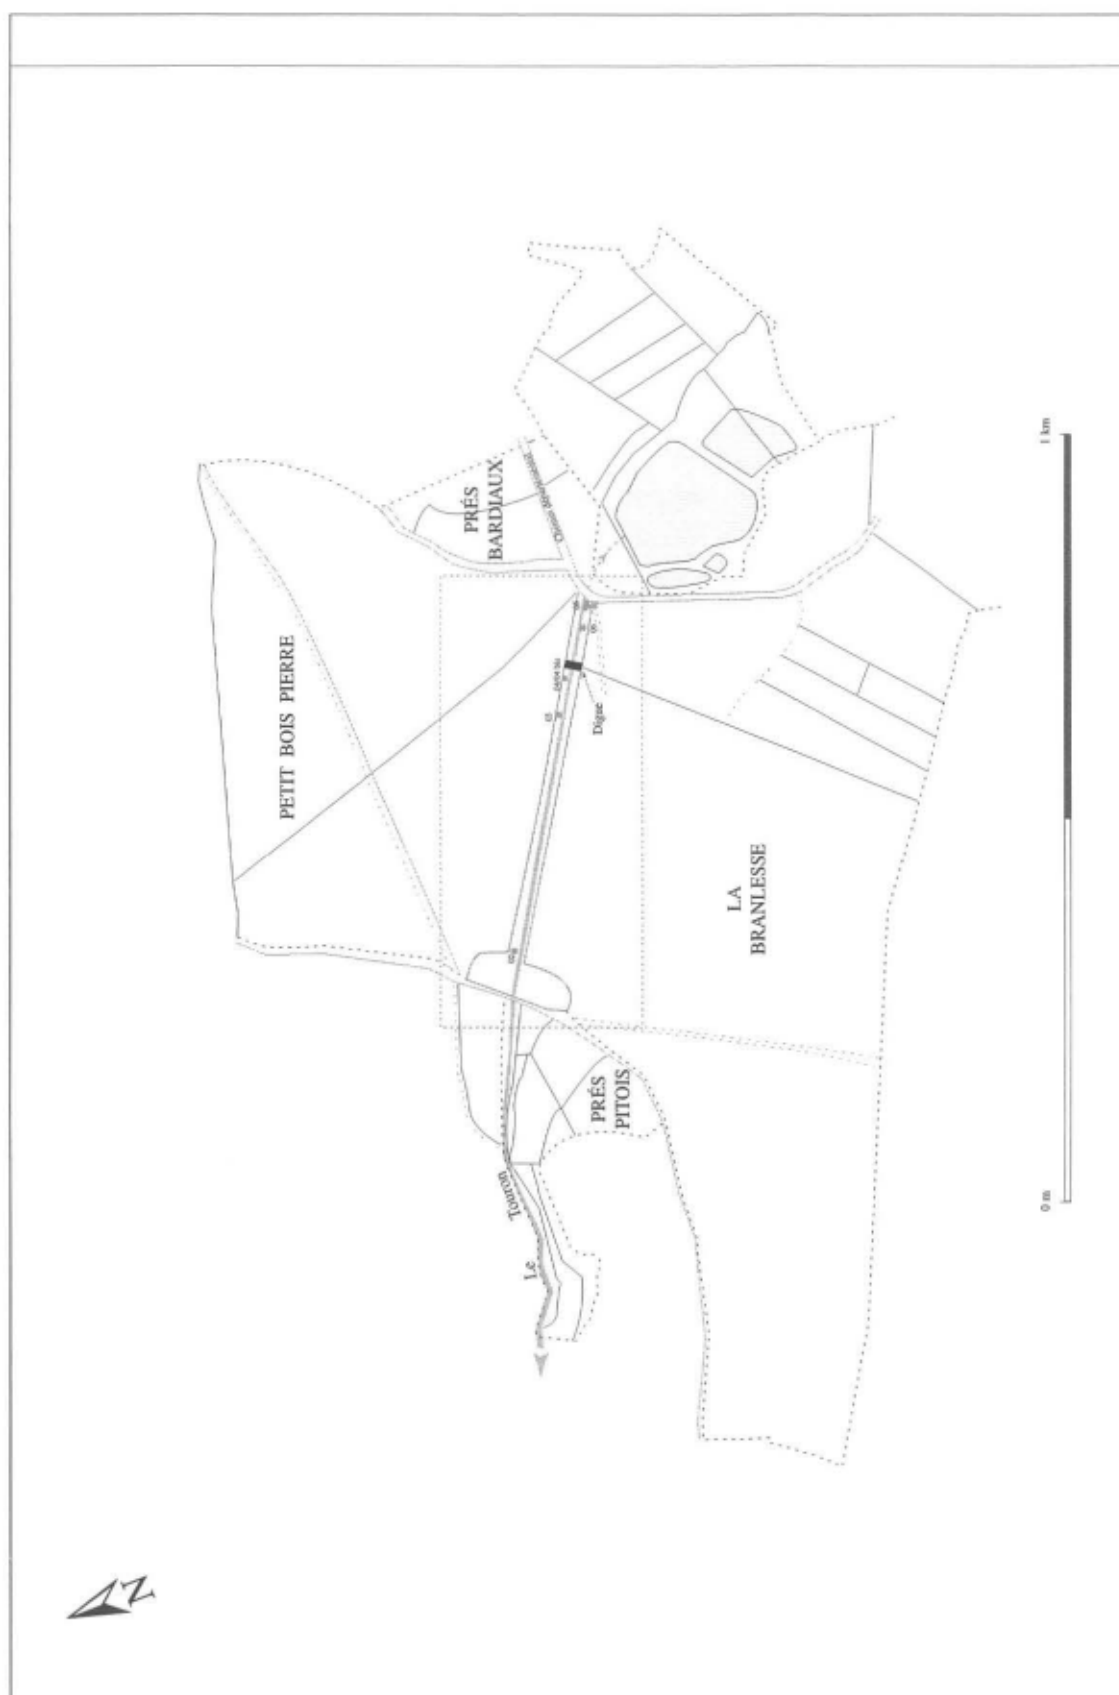 PETIT BOIS PIERRE
PRÉS
BARDIAUX
Digue
LA
BRANLESSE
PRÉS
PITOIS
Le Touron
0 m
1 km
N